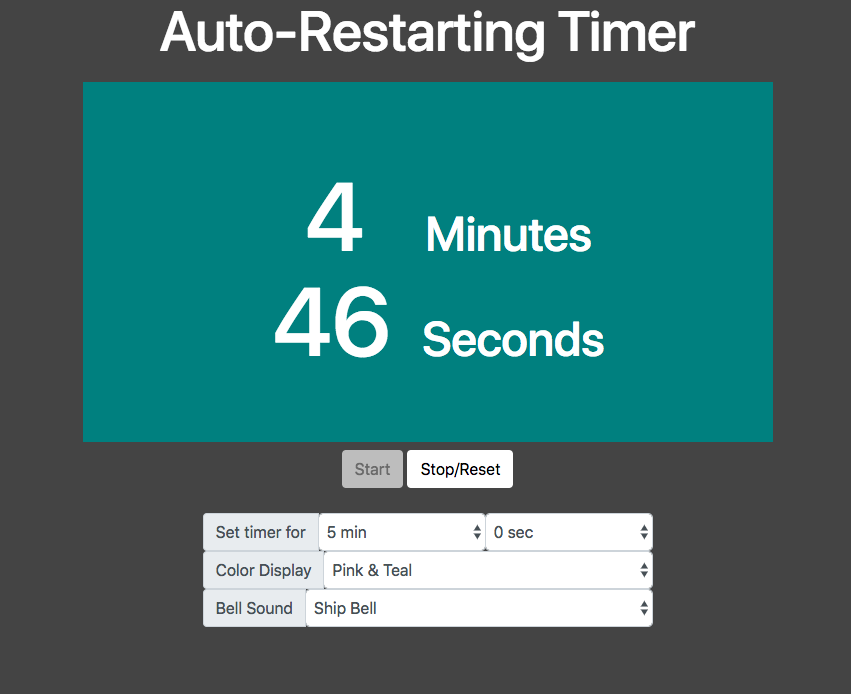 Auto-Restarting Timer
4 Minutes
46 Seconds
Start Stop/Reset
Set timer for 5 min 0 sec
Color Display Pink & Teal
Bell Sound Ship Bell